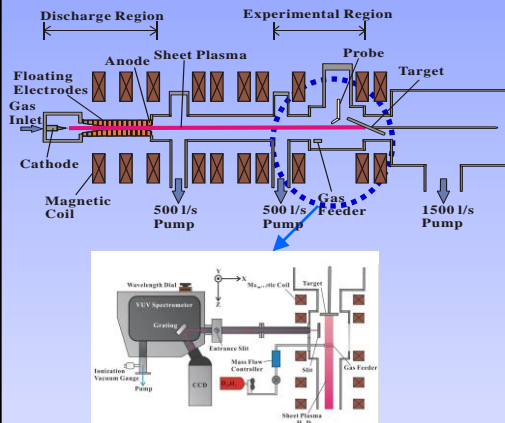 Discharge Region
Experimental Region
Anode
Sheet Plasma
Probe
Target
Floating
Electrodes
Gas
Inlet
Cathode
Magnetic
Coil
500 l/s
Pump
500 l/s
Pump
Gas
Feeder
1500 l/s
Pump
Wavelength Dial
Y
X
Z
Target
VUV Spectrometer
Grating
Coil
Entrance Slit
Mass Flow
Controller
Slit
Gas Feeder
Ionization
Vacuum Gauge
Pump
CCD
Sheet Plasma